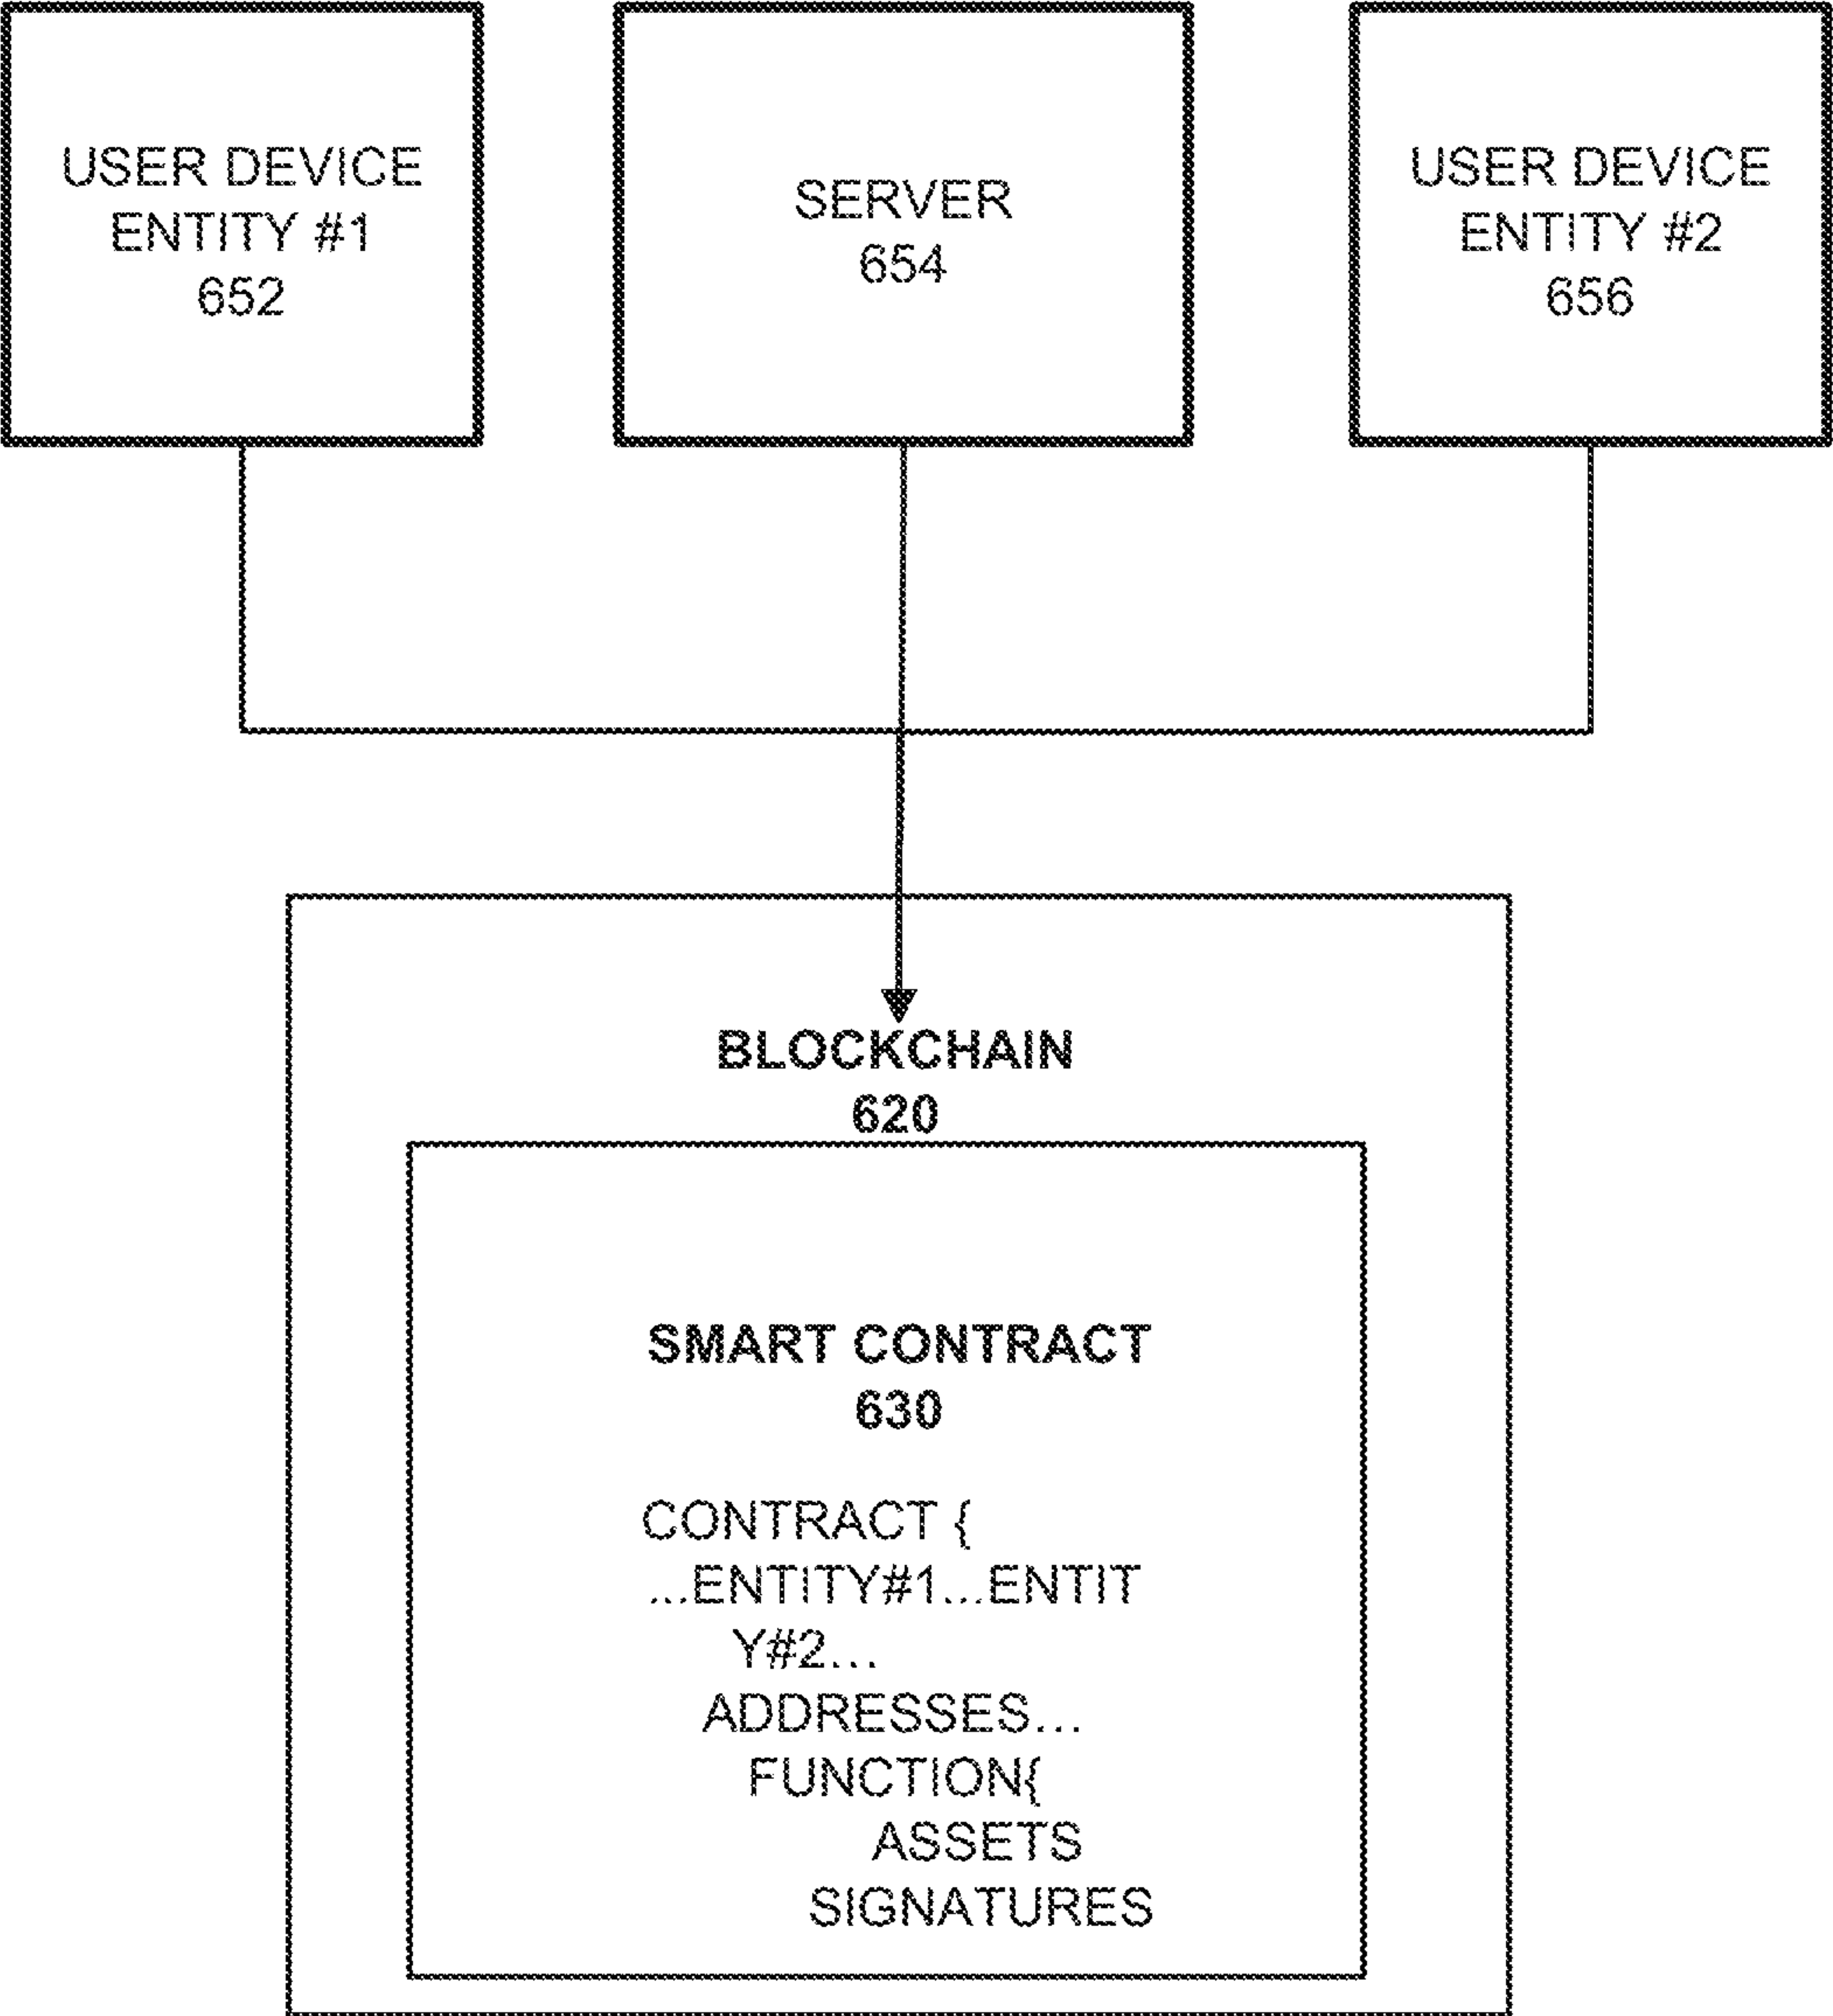 USER DEVICE
ENTITY #1
652
SERVER
654
USER DEVICE
ENTITY #2
656
BLOCKCHAIN
620
SMART CONTRACT
630
CONTRACT {
...ENTITY#1...ENTIT
Y#2...
ADDRESSES...
FUNCTION{
ASSETS
SIGNATURES